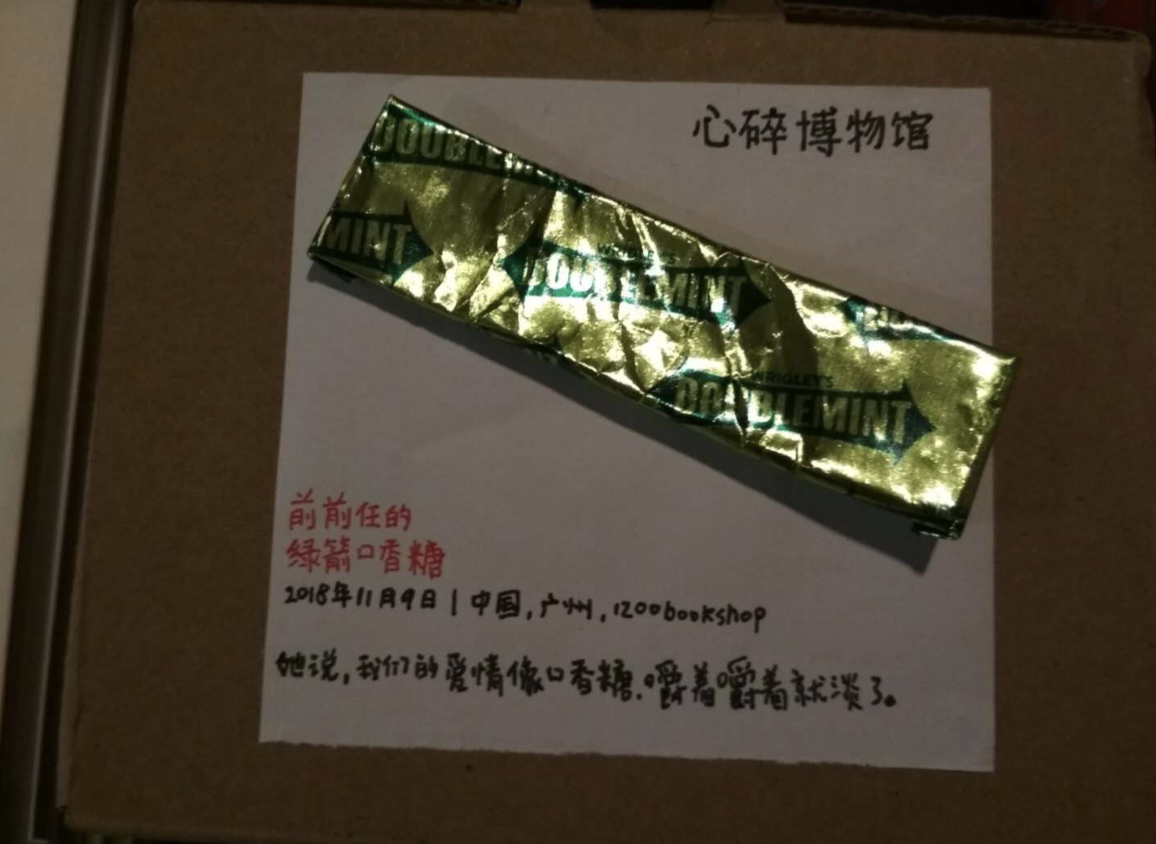 心碎博物馆
DOUBLEM
MINT
DOUBLEMINT
WRIGLEY'S
DOUBLEMINT
前前任的
绿箭口香糖
2018年11月9日 | 中国,广州,1200bookshop
她说,我们的爱情像口香糖.嚼着嚼着就淡了。